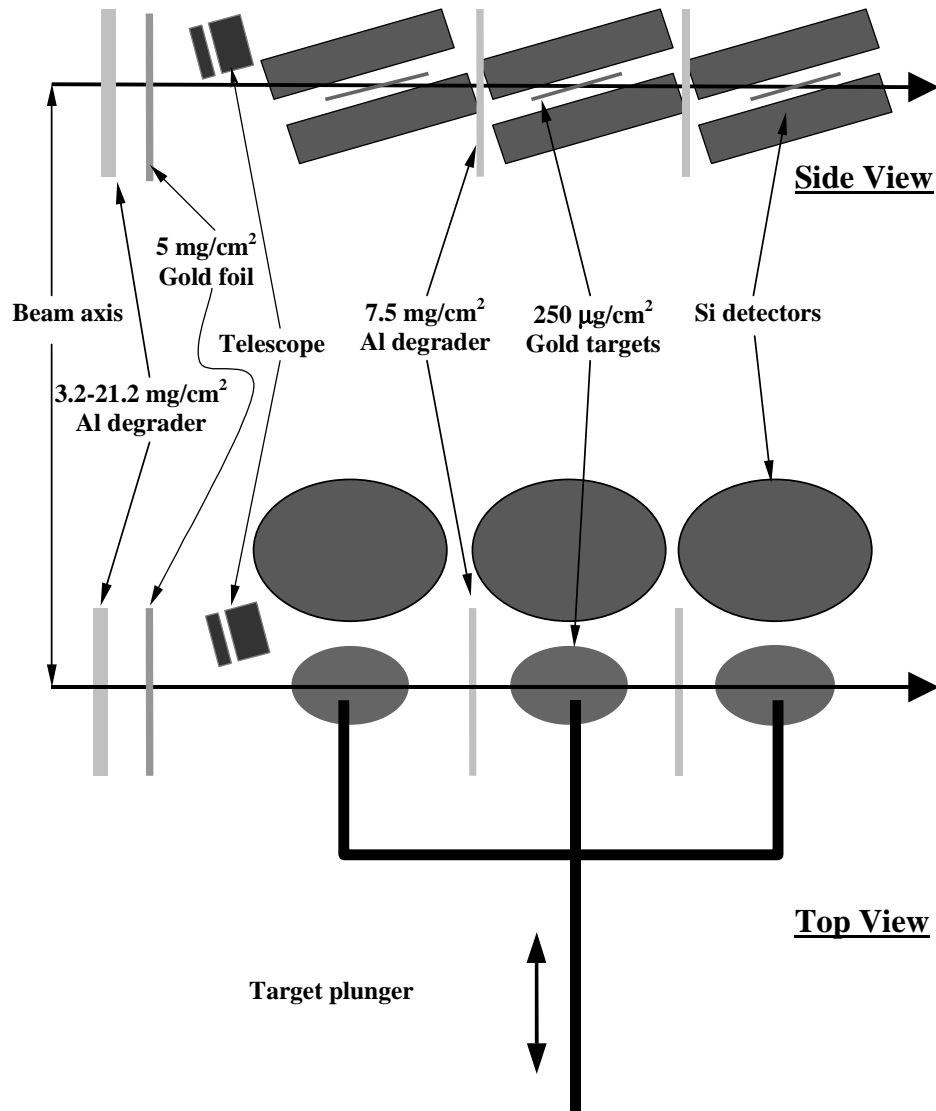 Side View
5 mg/cm²
Gold foil
Beam axis
Telescope
7.5 mg/cm²
Al degrader
250 μg/cm²
Gold targets
Si detectors
3.2-21.2 mg/cm²
Al degrader
Top View
Target plunger